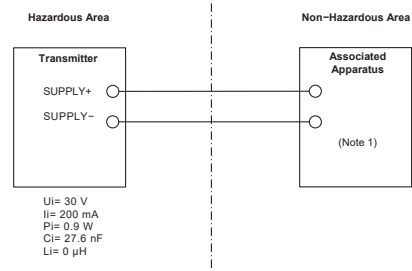 Hazardous Area
Non-Hazardous Area
Transmitter
SUPPLY+
SUPPLY−
Associated
Apparatus
(Note 1)
Ui= 30 V
Ii= 200 mA
Pi= 0.9 W
Ci= 27.6 nF
Li= 0 µH